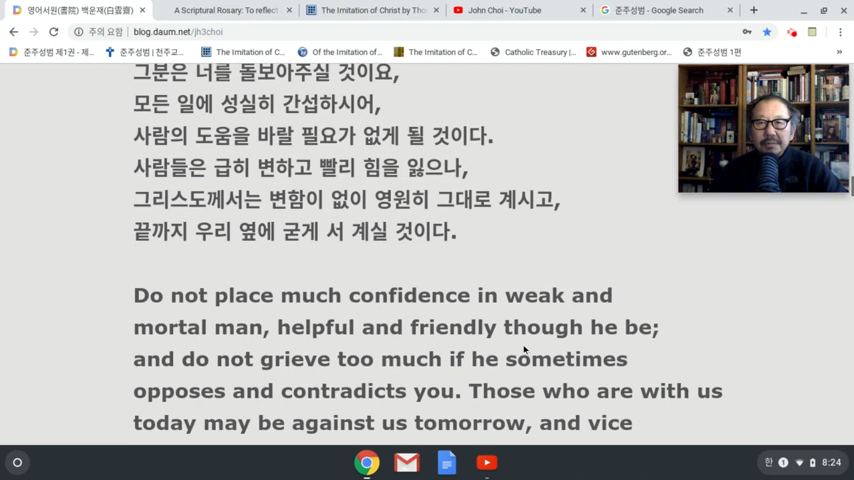 영어서원(書院) 백운재(白雲齋)
A Scriptural Rosary: To reflect
The Imitation of Christ by Tho
John Choi - YouTube
준주성범 - Google Search
주의 요함
blog.daum.net/jh3choi
준주성범 제1권 - 제...
준주성범 | 천주교...
The Imitation of C...
Of the Imitation of...
The Imitation of C...
Catholic Treasury |...
www.gutenberg.or...
준주성범 1편
그분은 너를 돌보아주실 것이요,
모든 일에 성실히 간섭하시어,
사람의 도움을 바랄 필요가 없게 될 것이다.
사람들은 급히 변하고 빨리 힘을 잃으나,
그리스도께서는 변함이 없이 영원히 그대로 계시고,
끝까지 우리 옆에 굳게 서 계실 것이다.
Do not place much confidence in weak and
mortal man, helpful and friendly though he be;
and do not grieve too much if he sometimes
opposes and contradicts you. Those who are with us
today may be against us tomorrow, and vice
한
1
8:24